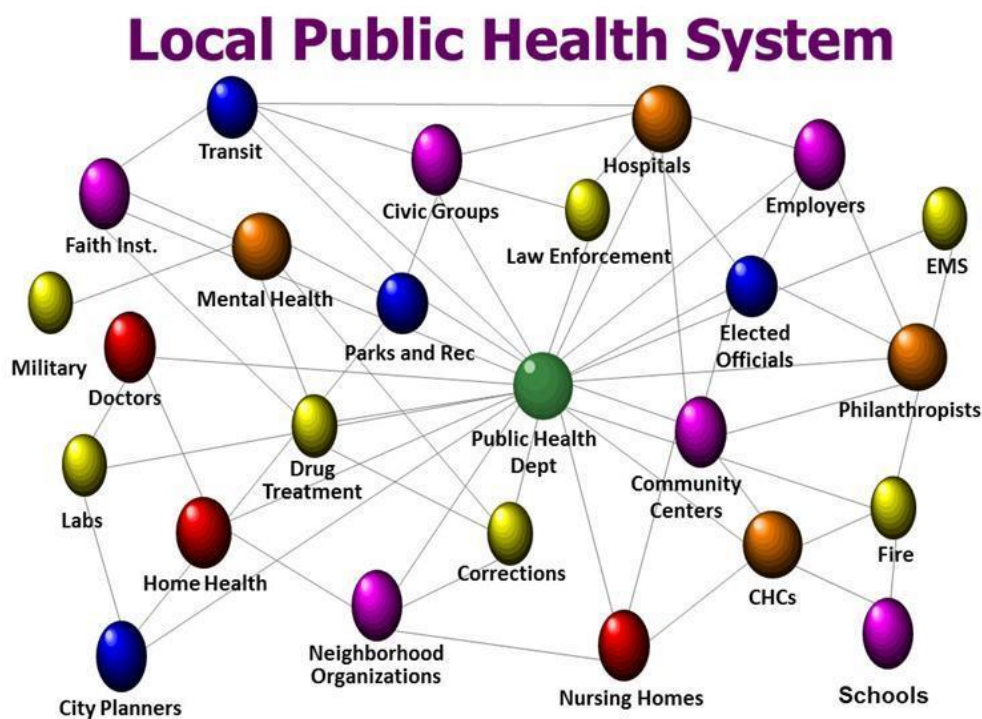 Local Public Health System
Transit
Hospitals
Civic Groups
Employers
Faith Inst.
Law Enforcement
EMS
Mental Health
Elected
Officials
Military
Parks and Rec
Doctors
Philanthropists
Public Health
Dept
Drug
Treatment
Community
Centers
Labs
Fire
Home Health
Corrections
CHCs
Neighborhood
Organizations
Nursing Homes
Schools
City Planners